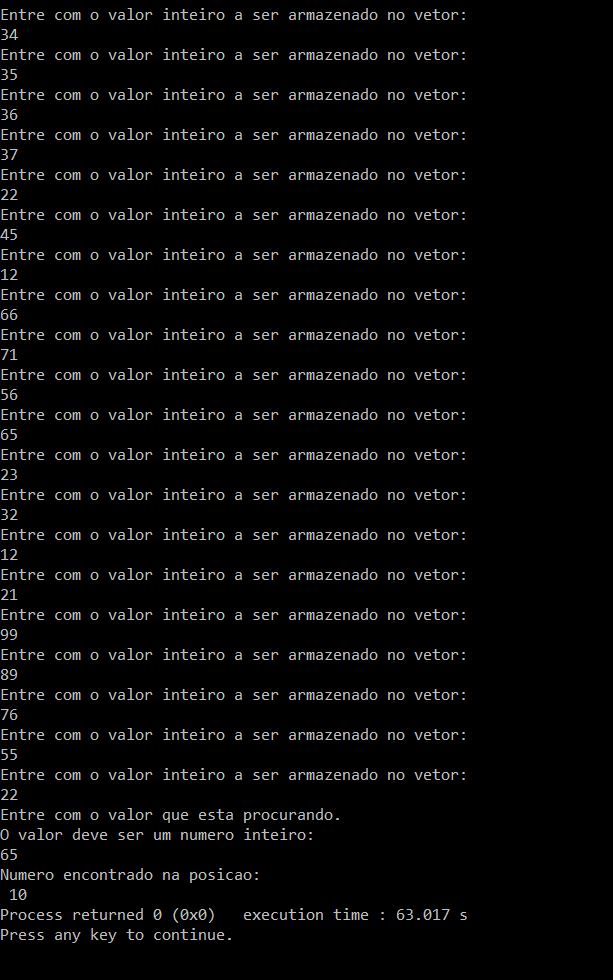 Entre com o valor inteiro a ser armazenado no vetor:
34
Entre com o valor inteiro a ser armazenado no vetor:
35
Entre com o valor inteiro a ser armazenado no vetor:
36
Entre com o valor inteiro a ser armazenado no vetor:
37
Entre com o valor inteiro a ser armazenado no vetor:
22
Entre com o valor inteiro a ser armazenado no vetor:
45
Entre com o valor inteiro a ser armazenado no vetor:
12
Entre com o valor inteiro a ser armazenado no vetor:
66
Entre com o valor inteiro a ser armazenado no vetor:
71
Entre com o valor inteiro a ser armazenado no vetor:
56
Entre com o valor inteiro a ser armazenado no vetor:
65
Entre com o valor inteiro a ser armazenado no vetor:
23
Entre com o valor inteiro a ser armazenado no vetor:
32
Entre com o valor inteiro a ser armazenado no vetor:
12
Entre com o valor inteiro a ser armazenado no vetor:
21
Entre com o valor inteiro a ser armazenado no vetor:
99
Entre com o valor inteiro a ser armazenado no vetor:
89
Entre com o valor inteiro a ser armazenado no vetor:
76
Entre com o valor inteiro a ser armazenado no vetor:
55
Entre com o valor inteiro a ser armazenado no vetor:
22
Entre com o valor que esta procurando.
O valor deve ser um numero inteiro:
65
Numero encontrado na posicao:
 10
Process returned 0 (0x0)   execution time : 63.017 s
Press any key to continue.